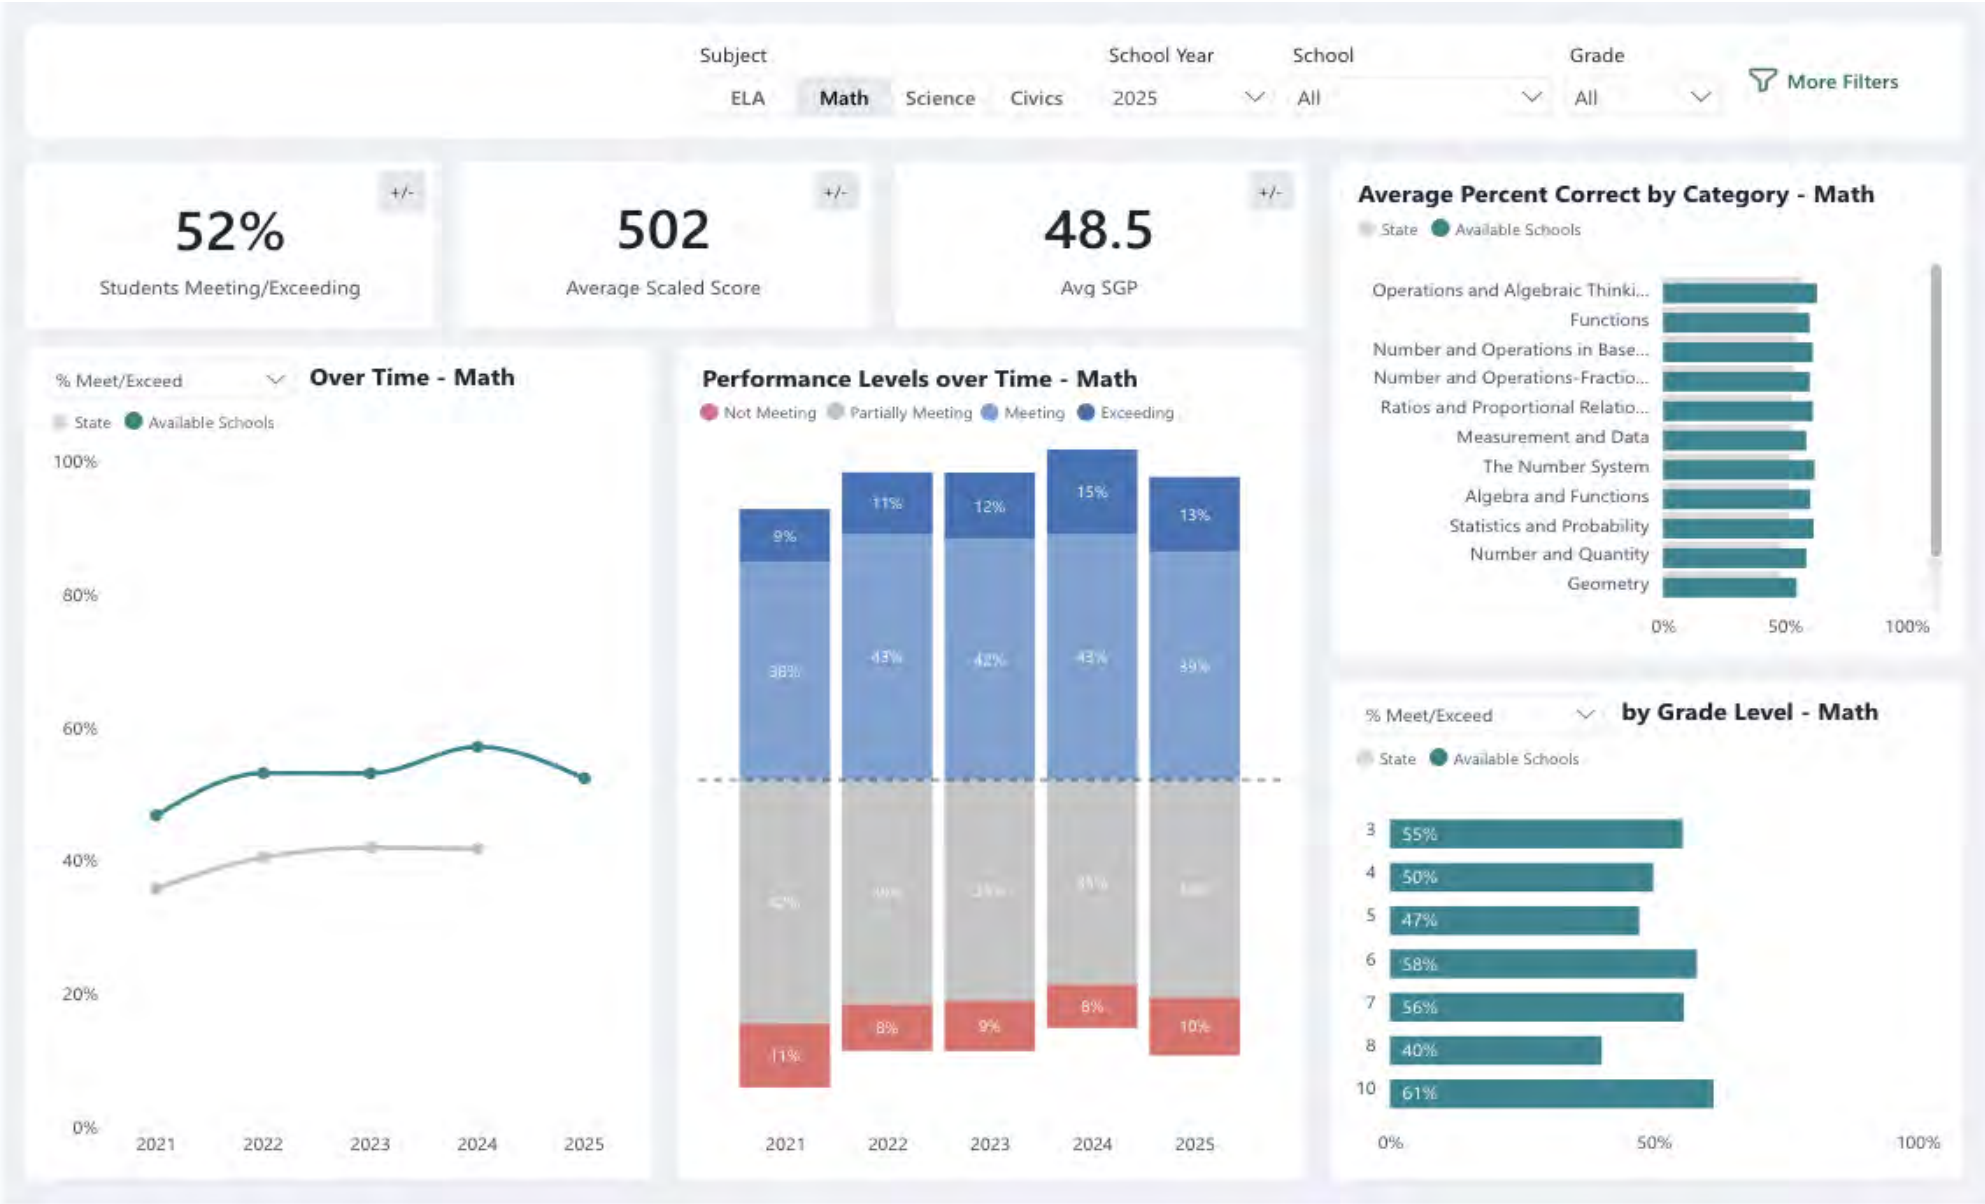 Subject
School Year
School
Grade
ELA
Math
Science
Civics
2025
All
All
More Filters
52%
Students Meeting/Exceeding
+/-
502
Average Scaled Score
+/-
48.5
Avg SGP
+/-
Average Percent Correct by Category - Math
State
Available Schools
Operations and Algebraic Thinki...
Functions
Number and Operations in Base...
Number and Operations-Fractio...
Ratios and Proportional Relatio...
Measurement and Data
The Number System
Algebra and Functions
Statistics and Probability
Number and Quantity
Geometry
0%
50%
100%
% Meet/Exceed
Over Time - Math
State
Available Schools
100%
80%
60%
40%
20%
0%
2021
2022
2023
2024
2025
Performance Levels over Time - Math
Not Meeting
Partially Meeting
Meeting
Exceeding
9%
11%
12%
15%
13%
38%
43%
42%
43%
39%
42%
35%
11%
8%
9%
8%
10%
2021
2022
2023
2024
2025
% Meet/Exceed
by Grade Level - Math
State
Available Schools
3
55%
4
50%
5
47%
6
58%
7
56%
8
40%
10
61%
0%
50%
100%